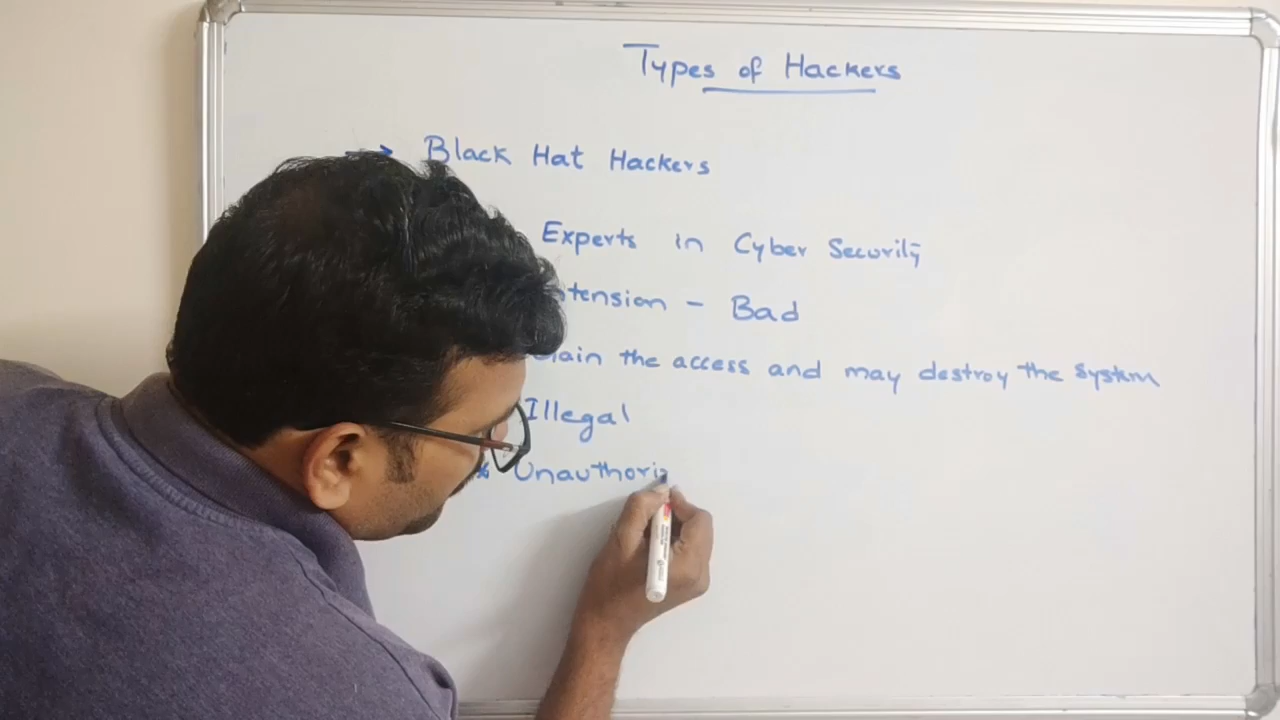 Types of Hackers
→ Black Hat Hackers
Experts in Cyber Security
tension - Bad
Gain the access and may destroy the system
Illegal
* Unauthori